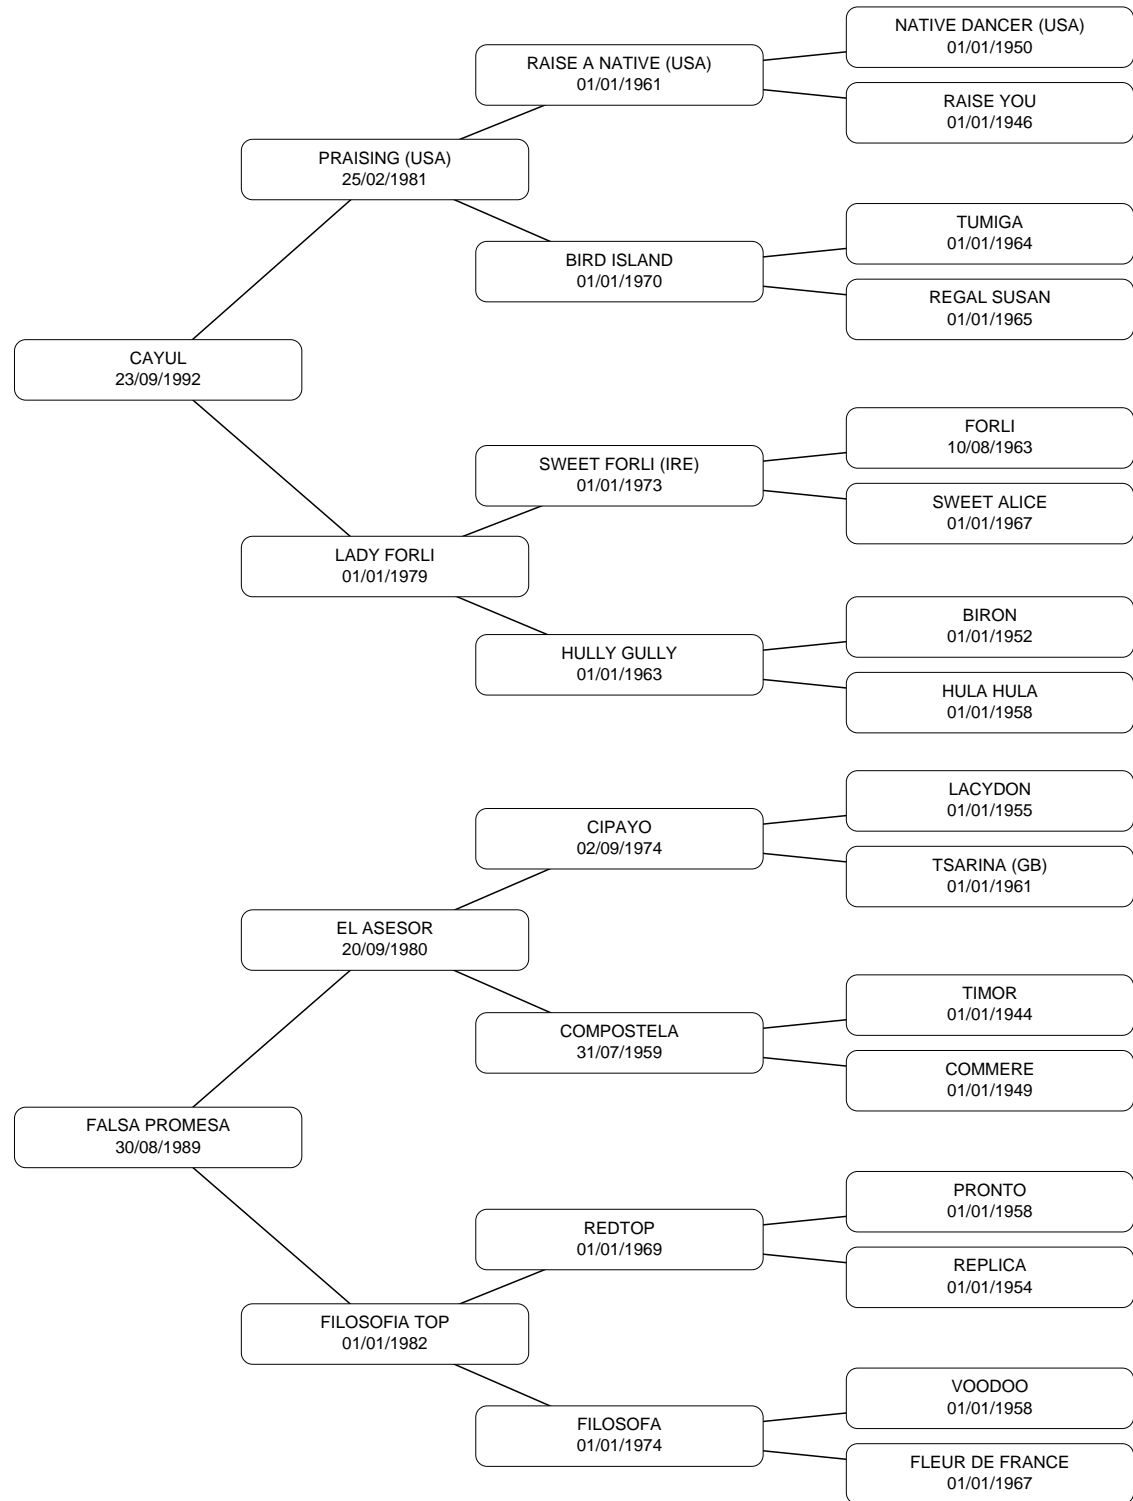 NATIVE DANCER (USA)
01/01/1950
RAISE A NATIVE (USA)
01/01/1961
RAISE YOU
01/01/1946
PRAISING (USA)
25/02/1981
TUMIGA
01/01/1964
BIRD ISLAND
01/01/1970
REGAL SUSAN
01/01/1965
CAYUL
23/09/1992
FORLI
10/08/1963
SWEET FORLI (IRE)
01/01/1973
SWEET ALICE
01/01/1967
LADY FORLI
01/01/1979
BIRON
01/01/1952
HULLY GULLY
01/01/1963
HULA HULA
01/01/1958
LACYDON
01/01/1955
CIPAYO
02/09/1974
TSARINA (GB)
01/01/1961
EL ASESOR
20/09/1980
TIMOR
01/01/1944
COMPOSTELA
31/07/1959
COMMERE
01/01/1949
FALSA PROMESA
30/08/1989
PRONTO
01/01/1958
REDTOP
01/01/1969
REPLICA
01/01/1954
FILOSOFIA TOP
01/01/1982
VOODOO
01/01/1958
FILOSOFA
01/01/1974
FLEUR DE FRANCE
01/01/1967